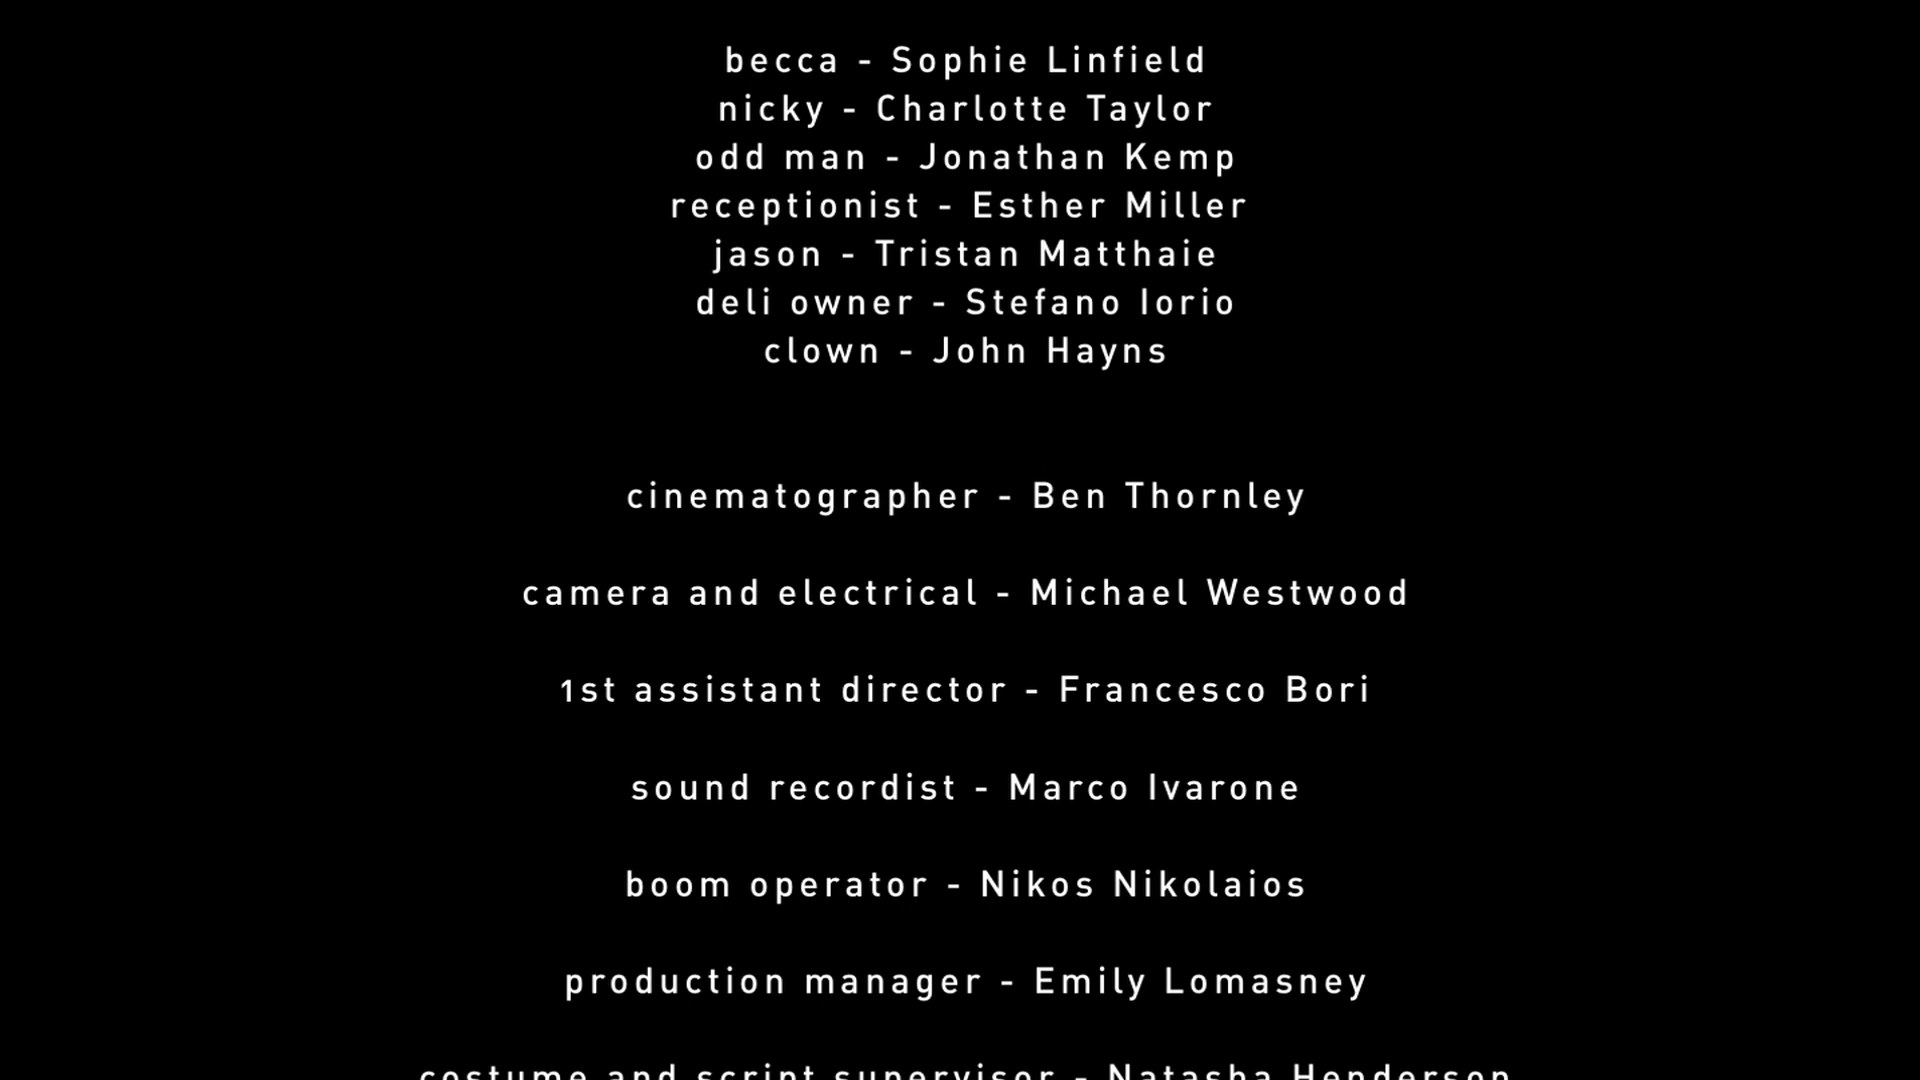 becca - Sophie Linfield
nicky - Charlotte Taylor
odd man - Jonathan Kemp
receptionist - Esther Miller
jason - Tristan Matthaie
deli owner - Stefano Iorio
clown - John Hayns
cinematographer - Ben Thornley
camera and electrical - Michael Westwood
1st assistant director - Francesco Bori
sound recordist - Marco Ivarone
boom operator - Nikos Nikolaios
production manager - Emily Lomasney
costume and script supervisor - Natasha Henderson